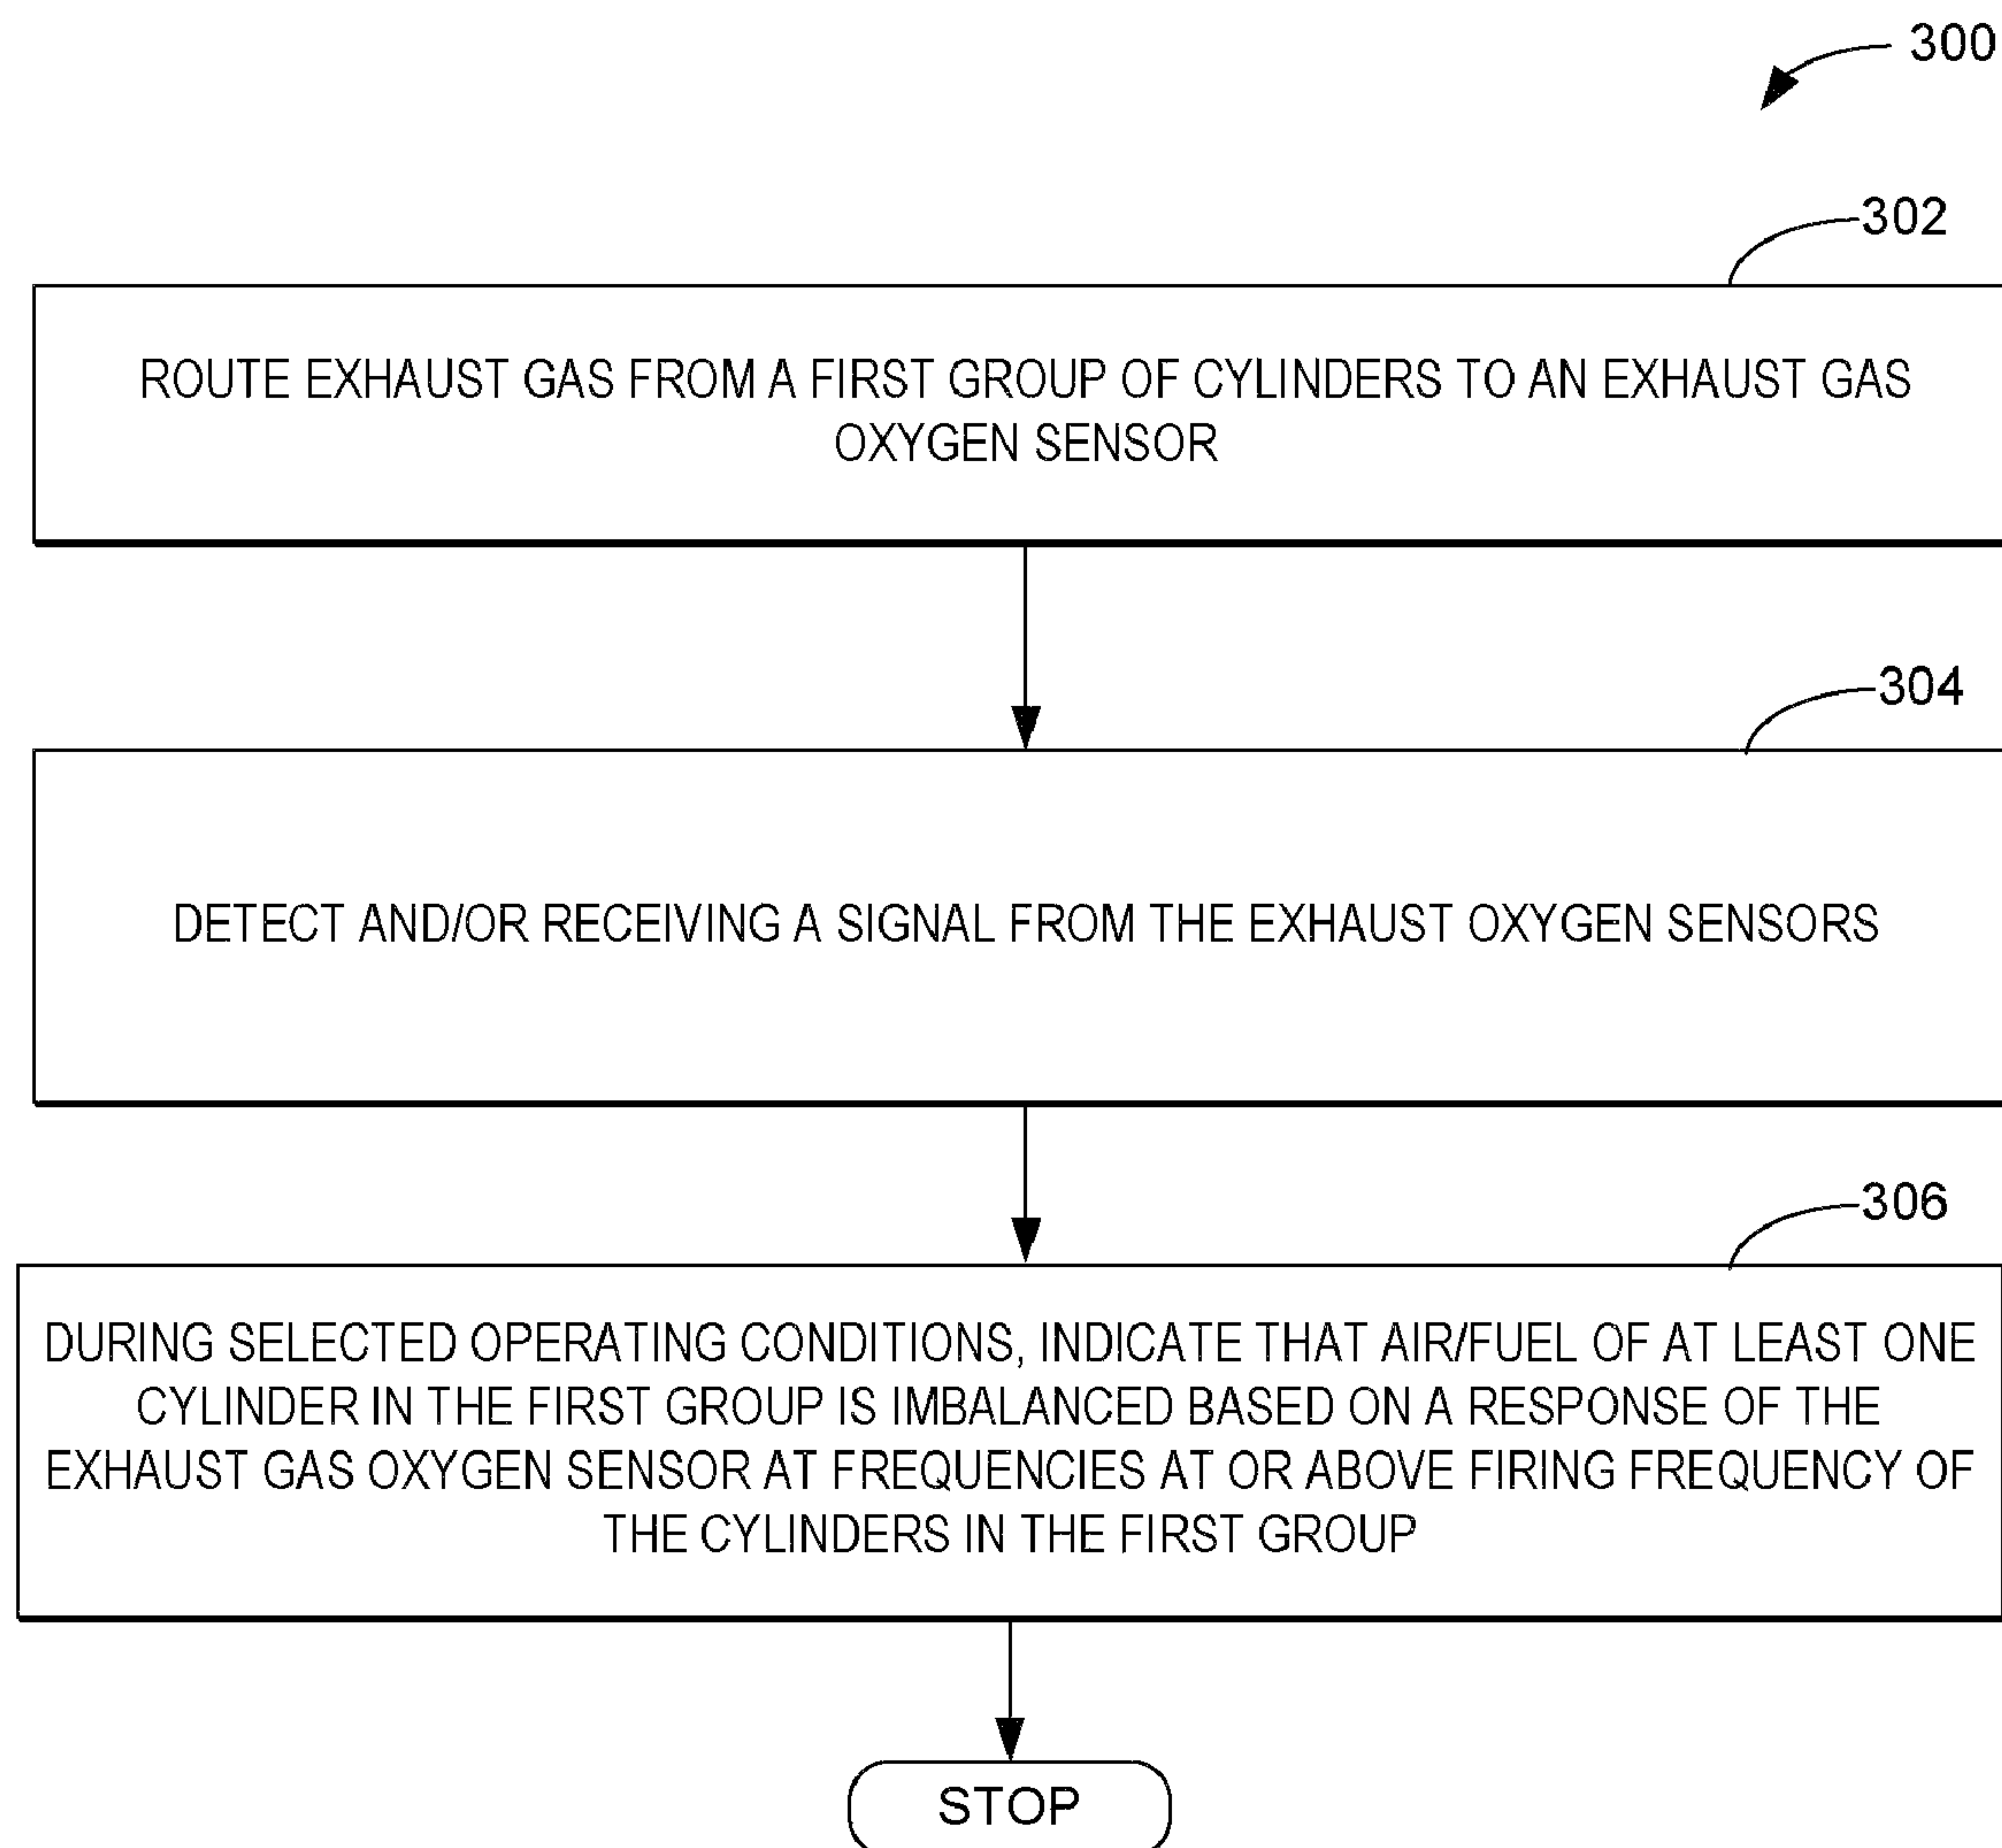 300
302
ROUTE EXHAUST GAS FROM A FIRST GROUP OF CYLINDERS TO AN EXHAUST GAS
OXYGEN SENSOR
304
DETECT AND/OR RECEIVING A SIGNAL FROM THE EXHAUST OXYGEN SENSORS
306
DURING SELECTED OPERATING CONDITIONS, INDICATE THAT AIR/FUEL OF AT LEAST ONE
CYLINDER IN THE FIRST GROUP IS IMBALANCED BASED ON A RESPONSE OF THE
EXHAUST GAS OXYGEN SENSOR AT FREQUENCIES AT OR ABOVE FIRING FREQUENCY OF
THE CYLINDERS IN THE FIRST GROUP
STOP